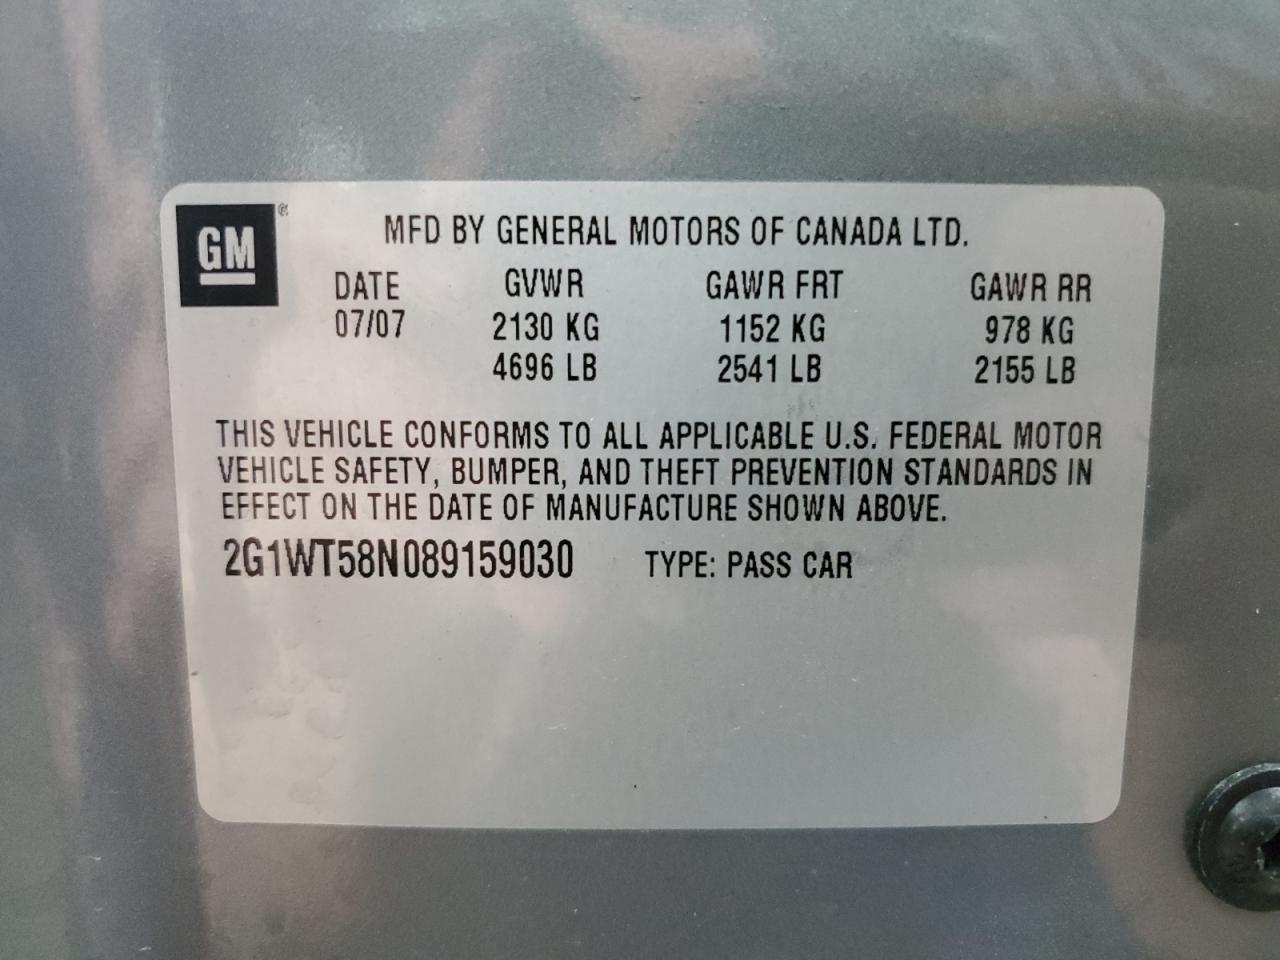 GM ®
MFD BY GENERAL MOTORS OF CANADA LTD.
DATE GVWR GAWR FRT GAWR RR
07/07 2130 KG 1152 KG 978 KG
4696 LB 2541 LB 2155 LB
THIS VEHICLE CONFORMS TO ALL APPLICABLE U.S. FEDERAL MOTOR
VEHICLE SAFETY, BUMPER, AND THEFT PREVENTION STANDARDS IN
EFFECT ON THE DATE OF MANUFACTURE SHOWN ABOVE.
2G1WT58N089159030 TYPE: PASS CAR